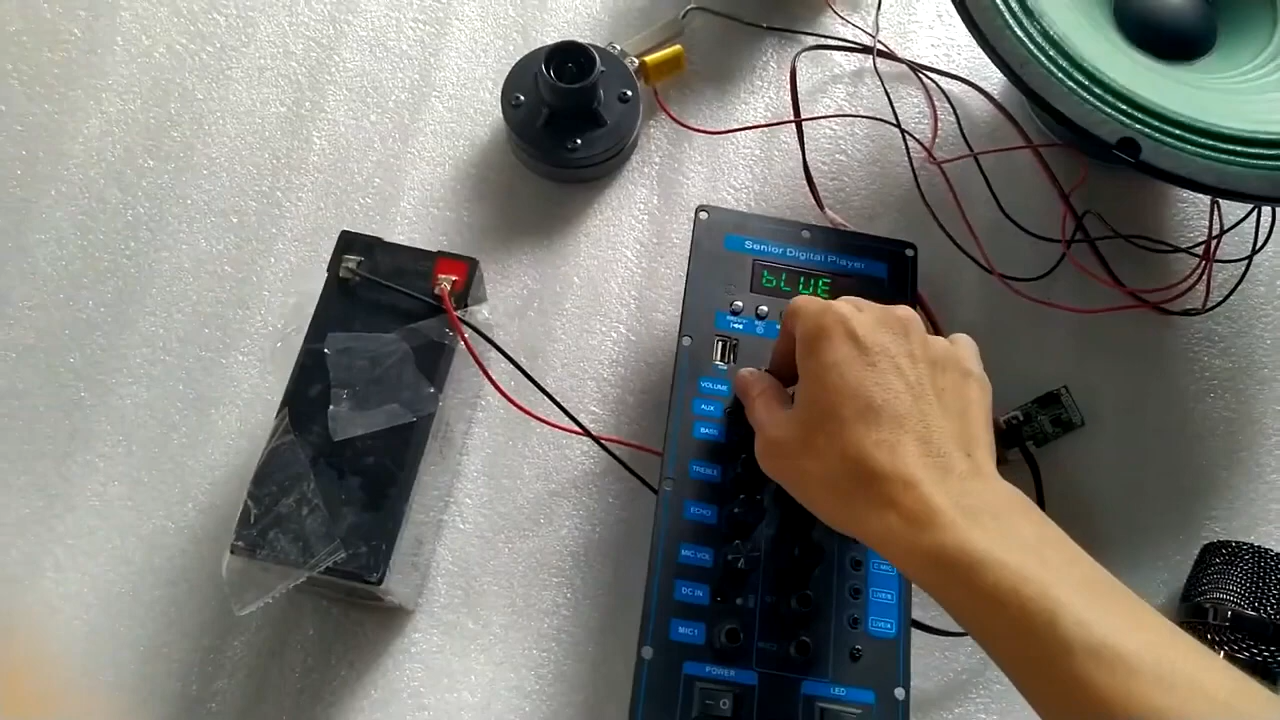 Senior Digital Player
bLUE
REC
VOLUME
AUX
BASS
TREBLE
ECHO
MIC VOL
DC IN
MIC1
C-MIC
LIVE/B
LIVE/A
POWER
LED